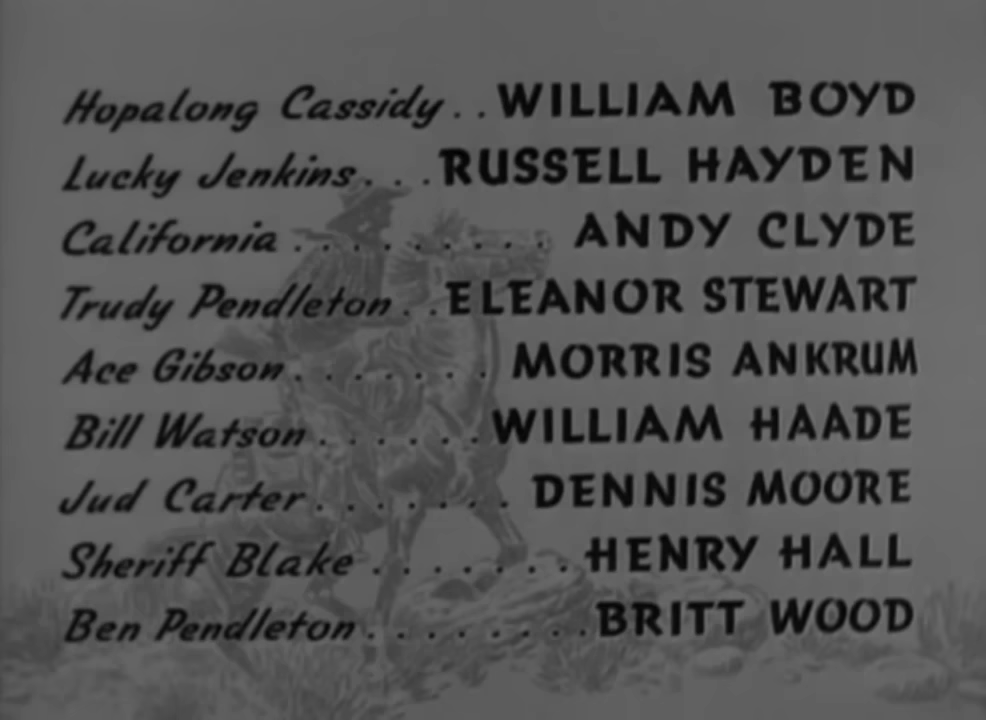 Hopalong Cassidy . . WILLIAM BOYD
Lucky Jenkins . . . RUSSELL HAYDEN
California . . . . . . . . . . ANDY CLYDE
Trudy Pendleton . . ELEANOR STEWART
Ace Gibson . . . . . . . MORRIS ANKRUM
Bill Watson . . . . . . WILLIAM HAADE
Jud Carter . . . . . . . DENNIS MOORE
Sheriff Blake . . . . . . . HENRY HALL
Ben Pendleton . . . . . . . . BRITT WOOD